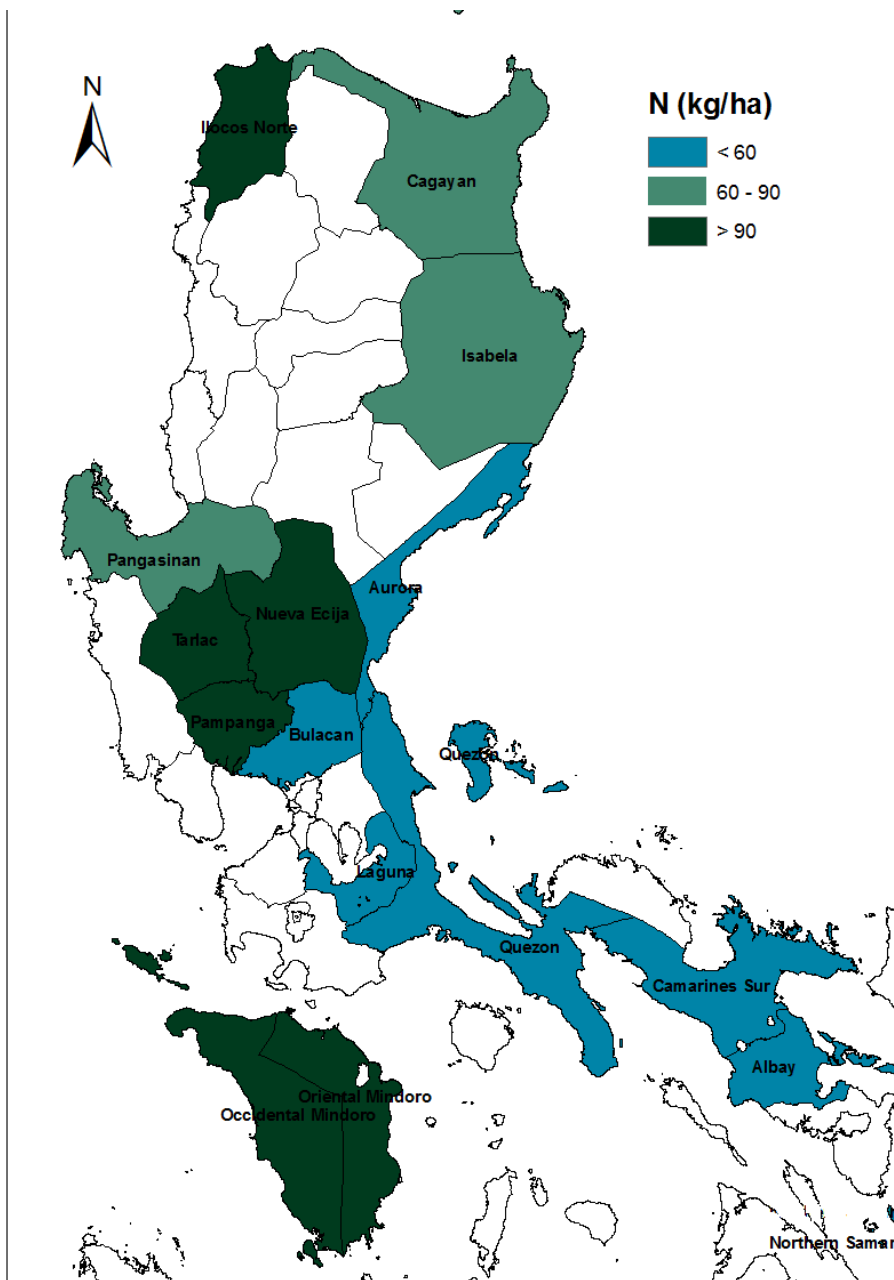 N
N (kg/ha)
< 60
60 - 90
> 90
Ilocos Norte
Cagayan
Isabela
Pangasinan
Aurora
Nueva Ecija
Tarlac
Pampanga
Bulacan
Quezon
Laguna
Quezon
Camarines Sur
Albay
Oriental Mindoro
Occidental Mindoro
Northern Samar